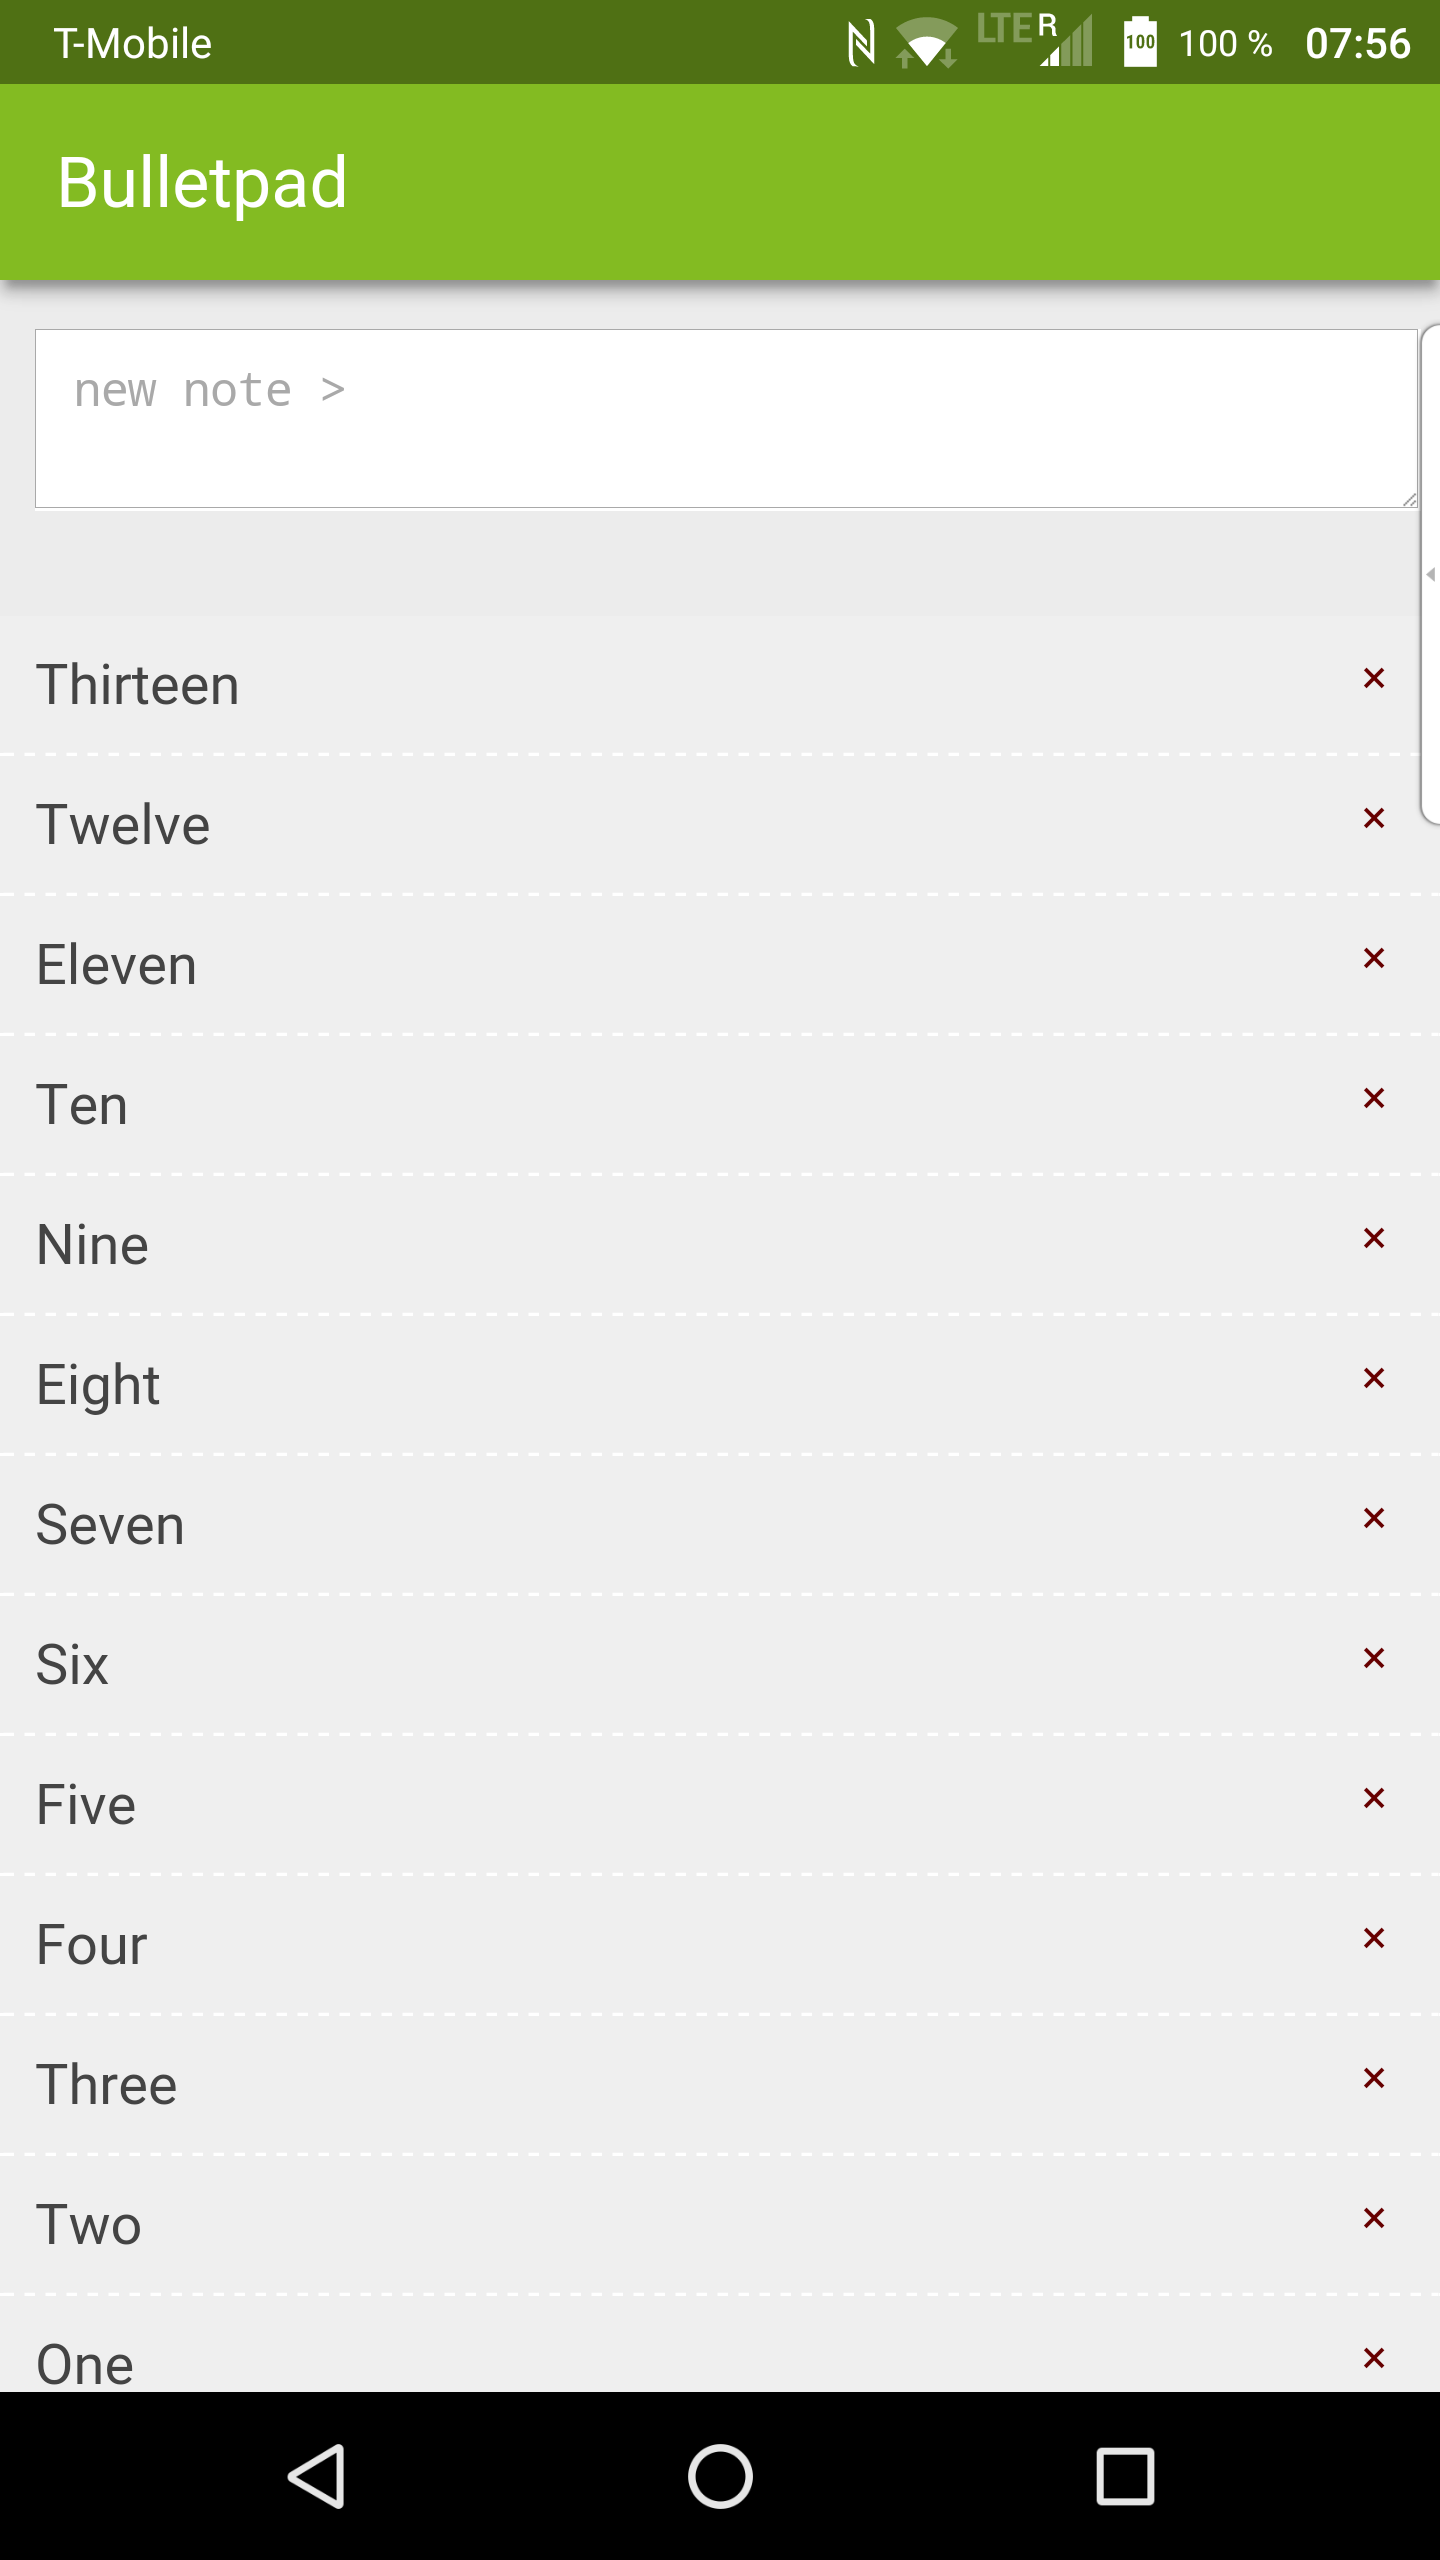 T-Mobile LTE R 100 100 % 07:56
Bulletpad
new note >
Thirteen ×
Twelve ×
Eleven ×
Ten ×
Nine ×
Eight ×
Seven ×
Six ×
Five ×
Four ×
Three ×
Two ×
One ×